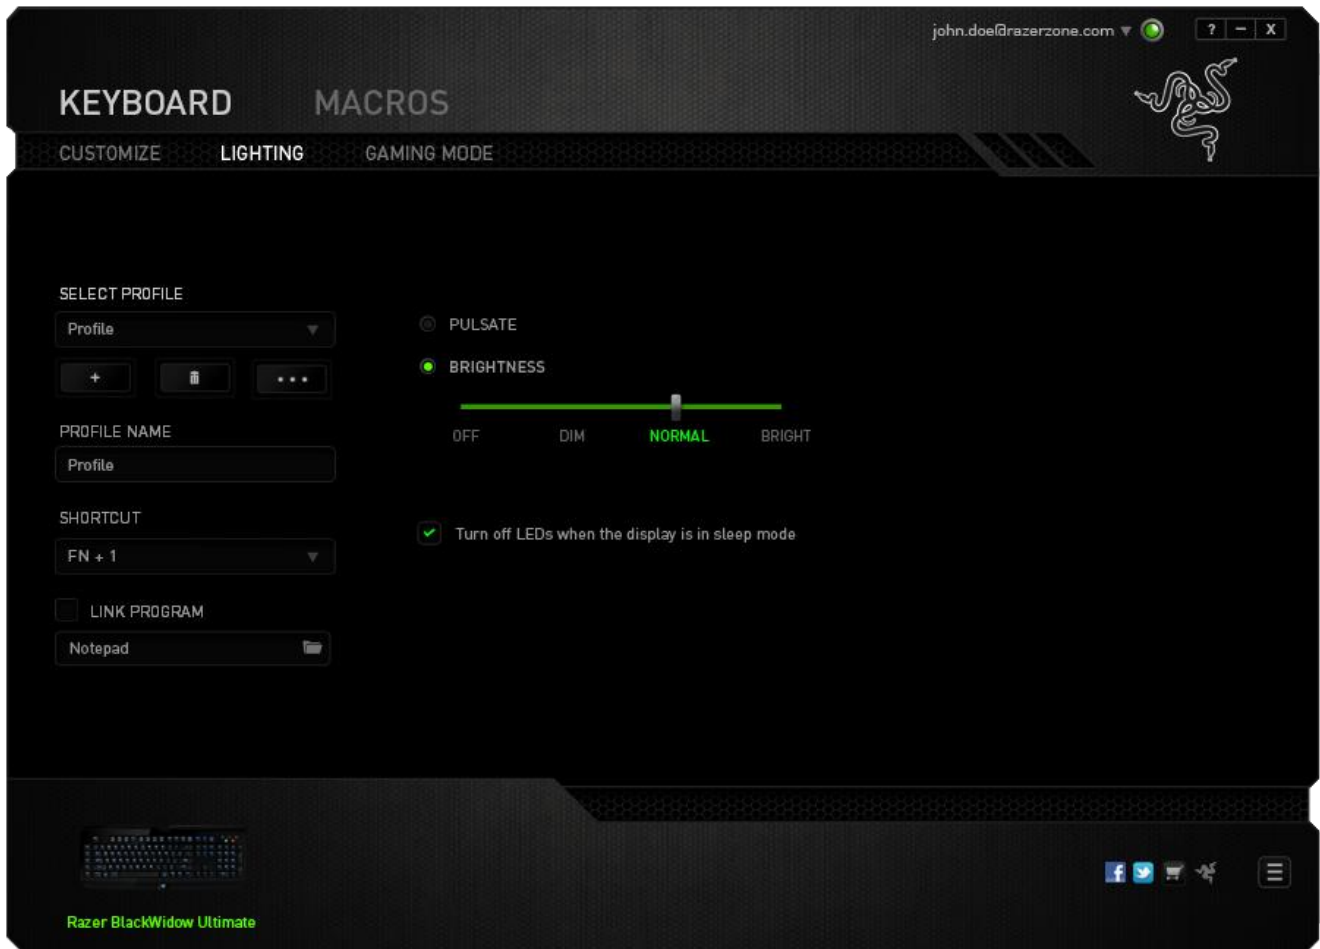 john.doe@razerzone.com
? – X
KEYBOARD MACROS
CUSTOMIZE LIGHTING GAMING MODE
SELECT PROFILE
Profile
PULSATE
BRIGHTNESS
+ ...
OFF DIM NORMAL BRIGHT
PROFILE NAME
Profile
SHORTCUT
FN + 1
Turn off LEDs when the display is in sleep mode
LINK PROGRAM
Notepad
Razer BlackWidow Ultimate